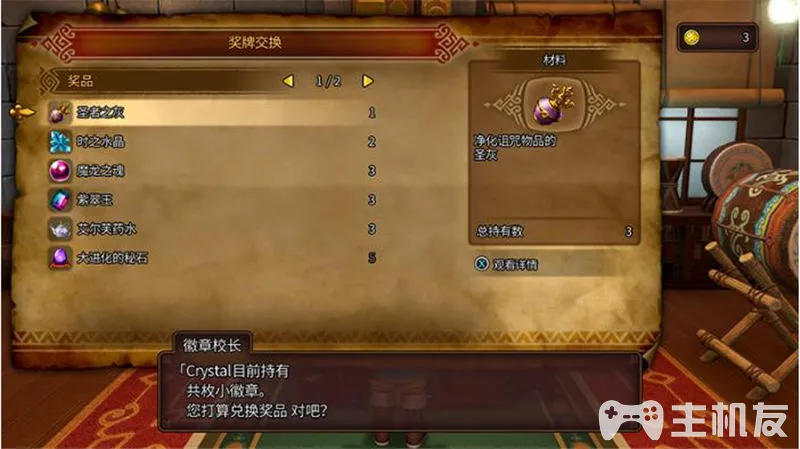 奖牌交换
3
奖品
1/2
圣者之灰 1
时之水晶 2
魔龙之魂 3
紫翠玉 3
艾尔芙药水 3
大进化的秘石 5
材料
净化诅咒物品的
圣灰
总持有数 3
X 观看详情
徽章校长
「Crystal目前持有
共枚小徽章。
您打算兑换奖品 对吧?
主机友